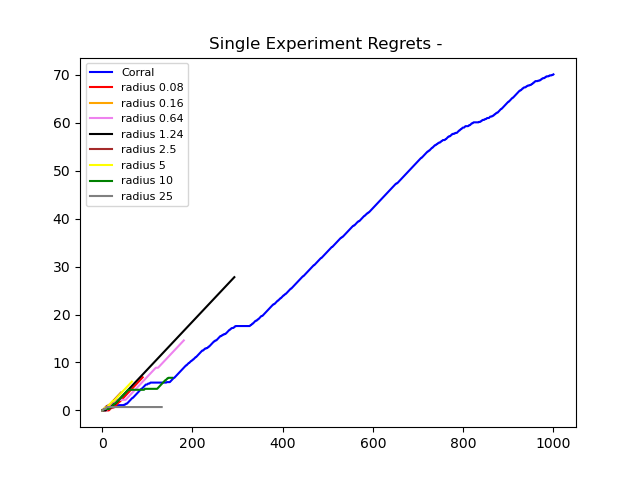 Single Experiment Regrets -
Corral
radius 0.08
radius 0.16
radius 0.64
radius 1.24
radius 2.5
radius 5
radius 10
radius 25
70
60
50
40
30
20
10
0
0 200 400 600 800 1000